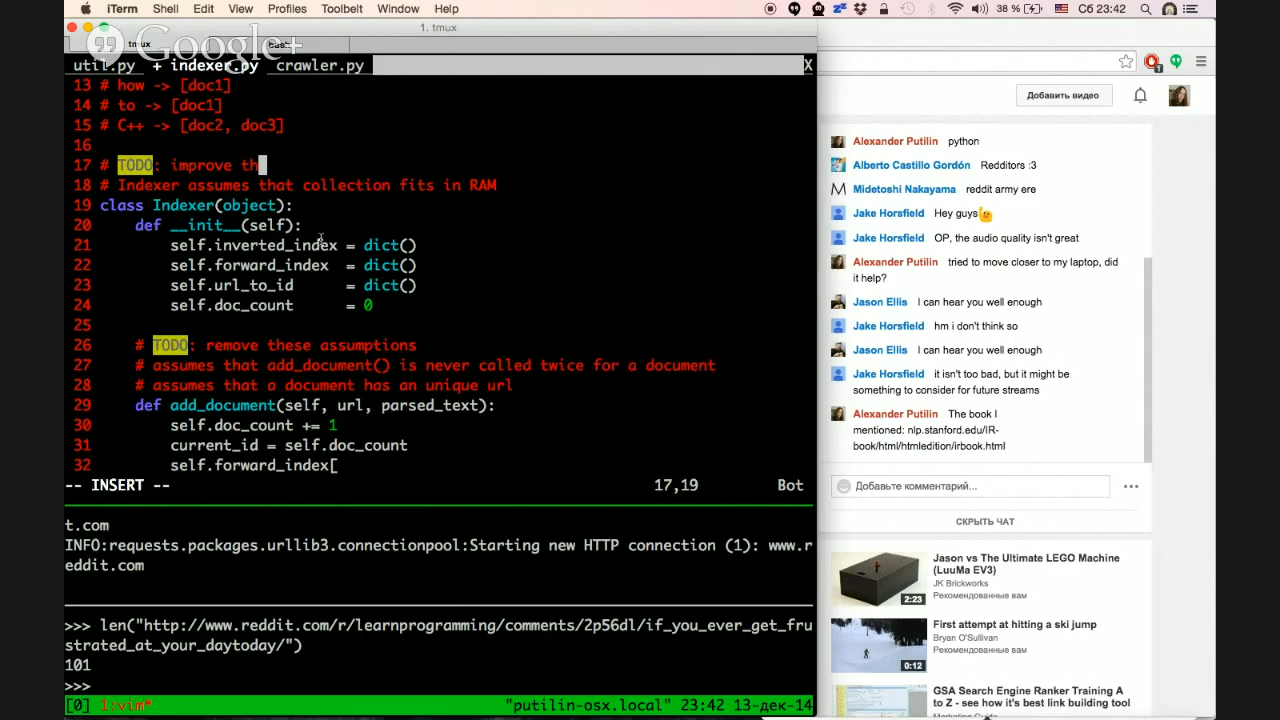 iTerm Shell Edit View Profiles Toolbelt Window Help
38 % Сб 23:42
1. tmux
tmux
Google+
util.py + indexer.py crawler.py X
13 # how -> [doc1]
14 # to -> [doc1]
15 # C++ -> [doc2, doc3]
16
17 # TODO: improve th
18 # Indexer assumes that collection fits in RAM
19 class Indexer(object):
20 def __init__(self):
21 self.inverted_index = dict()
22 self.forward_index = dict()
23 self.url_to_id = dict()
24 self.doc_count = 0
25
26 # TODO: remove these assumptions
27 # assumes that add_document() is never called twice for a document
28 # assumes that a document has an unique url
29 def add_document(self, url, parsed_text):
30 self.doc_count += 1
31 current_id = self.doc_count
32 self.forward_index[
-- INSERT -- 17,19 Bot
t.com
INFO:requests.packages.urllib3.connectionpool:Starting new HTTP connection (1): www.r
eddit.com
>>> len("http://www.reddit.com/r/learnprogramming/comments/2p56dl/if_you_ever_get_fru
strated_at_your_daytoday/")
101
>>>
[0] 1:vim* "putilin-osx.local" 23:42 13-дек-14
Добавить видео
Alexander Putilin python
Alberto Castillo Gordón Redditors :3
Midetoshi Nakayama reddit army ere
Jake Horsfield Hey guys
Jake Horsfield OP, the audio quality isn't great
Alexander Putilin tried to move closer to my laptop, did
it help?
Jason Ellis I can hear you well enough
Jake Horsfield hm i don't think so
Jason Ellis I can hear you well enough
Jake Horsfield it isn't too bad, but it might be
something to consider for future streams
Alexander Putilin The book I
mentioned: nlp.stanford.edu/IR-
book/html/htmledition/irbook.html
Добавьте комментарий...
СКРЫТЬ ЧАТ
Jason vs The Ultimate LEGO Machine
(LuuMa EV3)
JK Brickworks
Рекомендованные вам
2:23
First attempt at hitting a ski jump
Bryan O'Sullivan
Рекомендованные вам
0:12
GSA Search Engine Ranker Training A
to Z - see how it's best link building tool